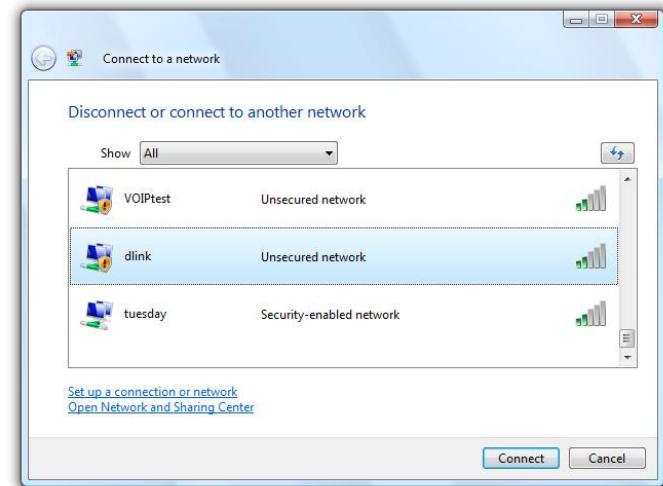 Connect to a network
Disconnect or connect to another network
Show All
VOIPtest Unsecured network
dlink Unsecured network
tuesday Security-enabled network
Set up a connection or network
Open Network and Sharing Center
Connect Cancel